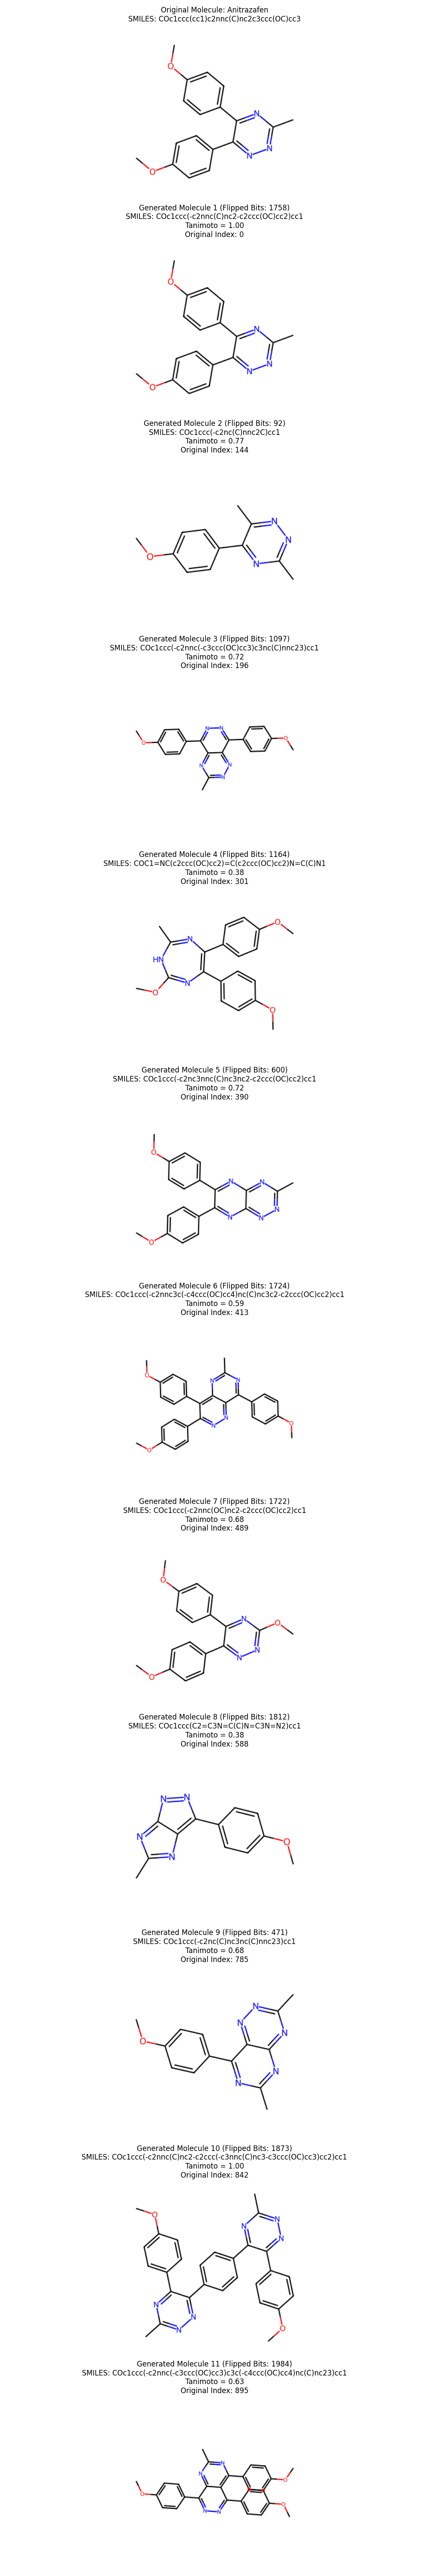 Original Molecule: Anitrazafen
SMILES: COc1ccc(cc1)c2nnc(C)nc2c3ccc(OC)cc3
O
N
N
N
O
Generated Molecule 1 (Flipped Bits: 1758)
SMILES: COc1ccc(-c2nnc(C)nc2-c2ccc(OC)cc2)cc1
Tanimoto = 1.00
Original Index: 0
O
N
N
N
O
Generated Molecule 2 (Flipped Bits: 92)
SMILES: COc1ccc(-c2nc(C)nnc2C)cc1
Tanimoto = 0.77
Original Index: 144
N
N
O
N
Generated Molecule 3 (Flipped Bits: 1097)
SMILES: COc1ccc(-c2nnc(-c3ccc(OC)cc3)c3nc(C)nnc23)cc1
Tanimoto = 0.72
Original Index: 196
N
N
O
O
N
N
N
Generated Molecule 4 (Flipped Bits: 1164)
SMILES: COC1=NC(c2ccc(OC)cc2)=C(c2ccc(OC)cc2)N=C(C)N1
Tanimoto = 0.38
Original Index: 301
O
N
HN
N
O
O
Generated Molecule 5 (Flipped Bits: 600)
SMILES: COc1ccc(-c2nc3nnc(C)nc3nc2-c2ccc(OC)cc2)cc1
Tanimoto = 0.72
Original Index: 390
O
N
N
N
N
N
O
Generated Molecule 6 (Flipped Bits: 1724)
SMILES: COc1ccc(-c2nnc3c(-c4ccc(OC)cc4)nc(C)nc3c2-c2ccc(OC)cc2)cc1
Tanimoto = 0.59
Original Index: 413
O
N
N
N
N
O
O
Generated Molecule 7 (Flipped Bits: 1722)
SMILES: COc1ccc(-c2nnc(OC)nc2-c2ccc(OC)cc2)cc1
Tanimoto = 0.68
Original Index: 489
O
N
O
N
N
O
Generated Molecule 8 (Flipped Bits: 1812)
SMILES: COc1ccc(C2=C3N=C(C)N=C3N=N2)cc1
Tanimoto = 0.38
Original Index: 588
N
N
N
N
O
Generated Molecule 9 (Flipped Bits: 471)
SMILES: COc1ccc(-c2nc(C)nc3nc(C)nnc23)cc1
Tanimoto = 0.68
Original Index: 785
N
N
N
O
N
N
Generated Molecule 10 (Flipped Bits: 1873)
SMILES: COc1ccc(-c2nnc(C)nc2-c2ccc(-c3nnc(C)nc3-c3ccc(OC)cc3)cc2)cc1
Tanimoto = 1.00
Original Index: 842
O
N
N
N
N
N
N
O
Generated Molecule 11 (Flipped Bits: 1984)
SMILES: COc1ccc(-c2nnc(-c3ccc(OC)cc3)c3c(-c4ccc(OC)cc4)nc(C)nc23)cc1
Tanimoto = 0.63
Original Index: 895
N
N
O
O
O
N
N